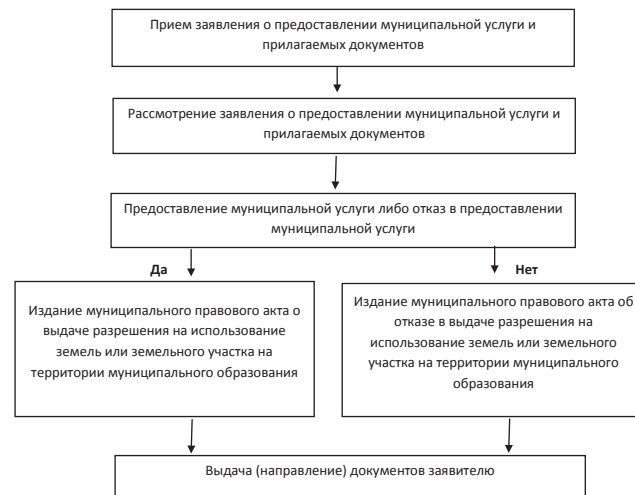 Прием заявления о предоставлении муниципальной услуги и
прилагаемых документов
Рассмотрение заявления о предоставлении муниципальной услуги и
прилагаемых документов
Предоставление муниципальной услуги либо отказ в предоставлении
муниципальной услуги
Да
Нет
Издание муниципального правового акта о
выдаче разрешения на использование
земель или земельного участка на
территории муниципального образования
Издание муниципального правового акта об
отказе в выдаче разрешения на
использование земель или земельного
участка на территории муниципального
образования
Выдача (направление) документов заявителю